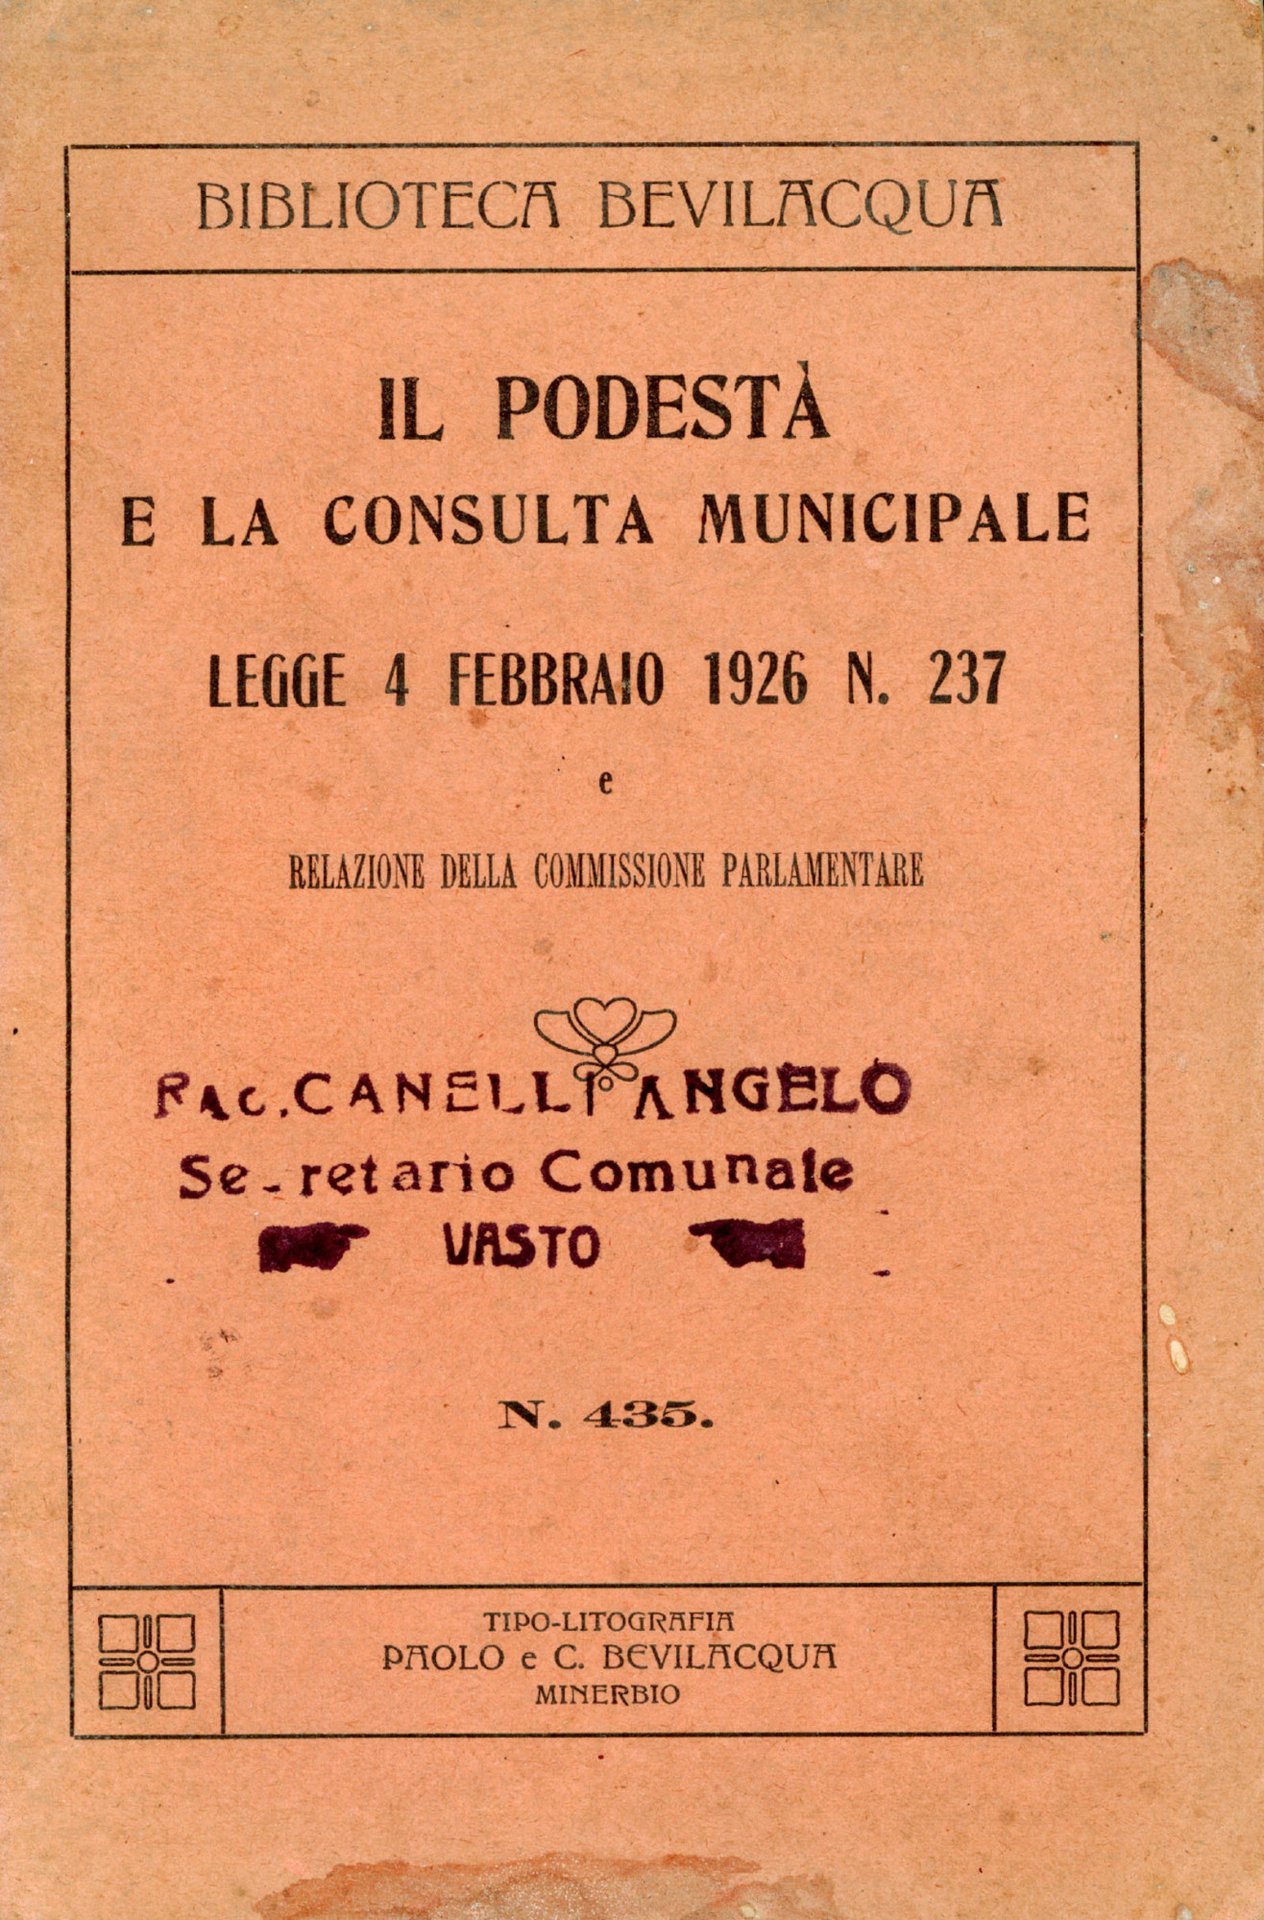 BIBLIOTECA BEVILACQUA
IL PODESTÀ
E LA CONSULTA MUNICIPALE
LEGGE 4 FEBBRAIO 1926 N. 237
e
RELAZIONE DELLA COMMISSIONE PARLAMENTARE
RAG. CANELLI ANGELO
Se-retario Comunale
VASTO
N. 435.
TIPO-LITOGRAFIA
PAOLO e C. BEVILACQUA
MINERBIO